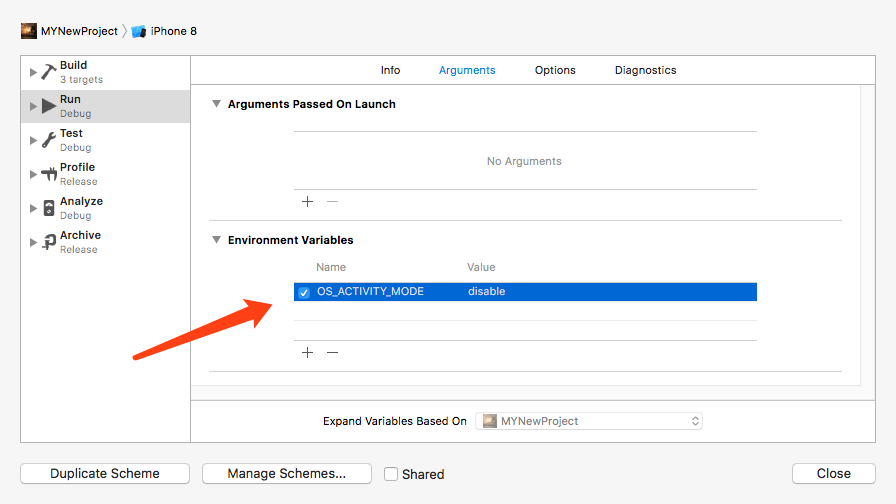 MYNewProject iPhone 8
Build
3 targets
Run
Debug
Test
Debug
Profile
Release
Analyze
Debug
Archive
Release
Info Arguments Options Diagnostics
Arguments Passed On Launch
No Arguments
Environment Variables
Name Value
OS_ACTIVITY_MODE disable
Expand Variables Based On MYNewProject
Duplicate Scheme Manage Schemes... Shared Close